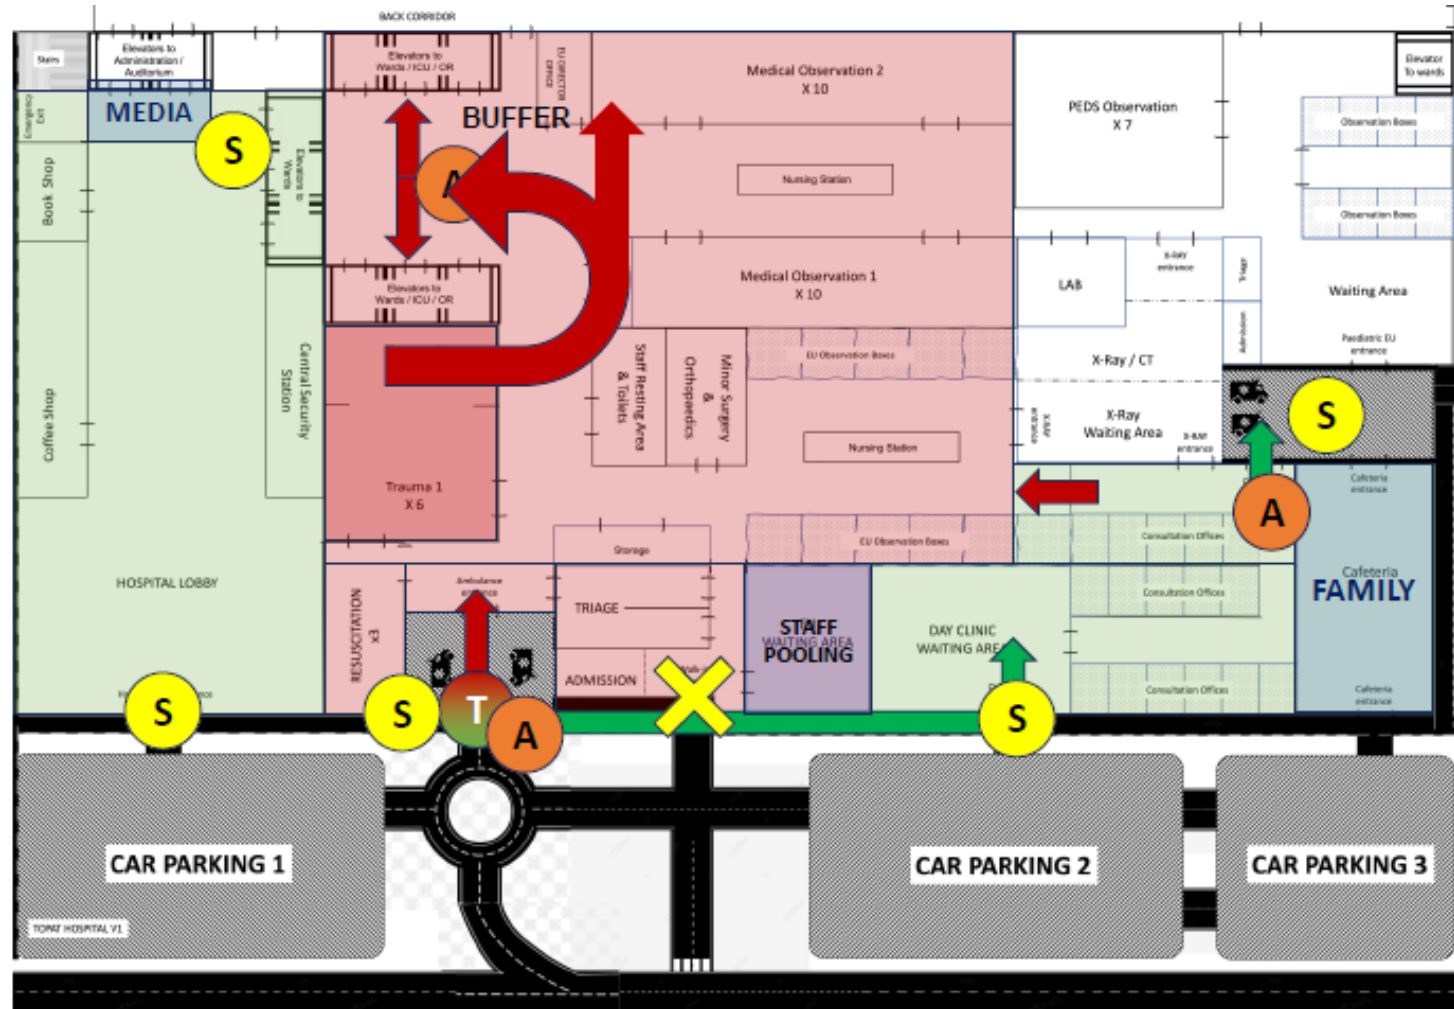 BACK CORRIDOR
Stairs
Elevators to
Administration /
Auditorium
Elevators to
Wards / ICU / OR
EU DIRECTOR
OFFICE
Medical Observation 2
X 10
PEDS Observation
X 7
Elevator
To wards
Emergency
Exit
MEDIA
S
BUFFER
A
Elevators to
Wards
Book Shop
Nursing Station
Observation Boxes
Observation Boxes
Elevators to
Wards / ICU / OR
Medical Observation 1
X 10
LAB
X-RAY
entrance
Triage
Waiting Area
Admission
Paediatric EU
entrance
Coffee Shop
Central Security
Station
Staff Resting Area
& Toilets
Minor Surgery
&
Orthopaedics
EU Observation Boxes
X-Ray / CT
X-Ray
Waiting Area
X-RAY
entrance
X-RAY
entrance
S
Nursing Station
Trauma 1
X 6
Cafeteria
entrance
A
Storage
EU Observation Boxes
Consultation Offices
HOSPITAL LOBBY
RESUSCITATION
x3
Ambulance
TRIAGE
ADMISSION
STAFF
WAITING AREA
POOLING
DAY CLINIC
WAITING AREA
Consultation Offices
Consultation Offices
Cafeteria
FAMILY
Cafeteria
entrance
S
S
T
A
S
CAR PARKING 1
CAR PARKING 2
CAR PARKING 3
TOPAT HOSPITAL V1